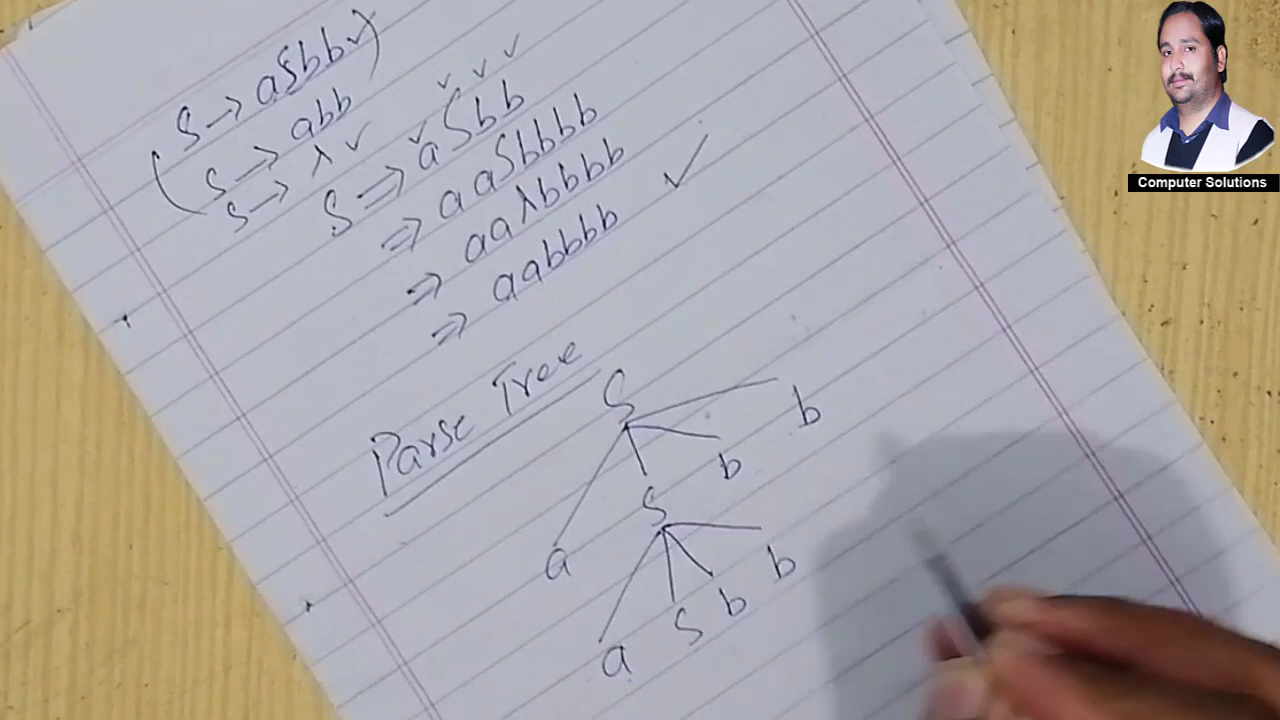 S → aSbb ✓)
(S → abb
S → λ ✓
S ⇒ aSbb
⇒ aaSbbbb
⇒ aaλbbbb
⇒ aabbbb ✓
Parse Tree
S
a S b b
a S b b
Computer Solutions